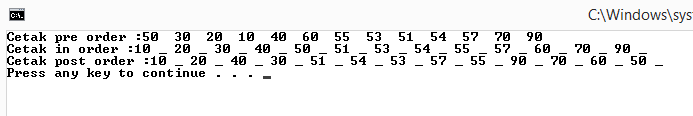 C:\Windows\sys
Cetak pre order :50 30 20 10 40 60 55 53 51 54 57 70 90
Cetak in order :10 _ 20 _ 30 _ 40 _ 50 _ 51 _ 53 _ 54 _ 55 _ 57 _ 60 _ 70 _ 90 _
Cetak post order :10 _ 20 _ 40 _ 30 _ 51 _ 54 _ 53 _ 57 _ 55 _ 90 _ 70 _ 60 _ 50 _
Press any key to continue . . . _